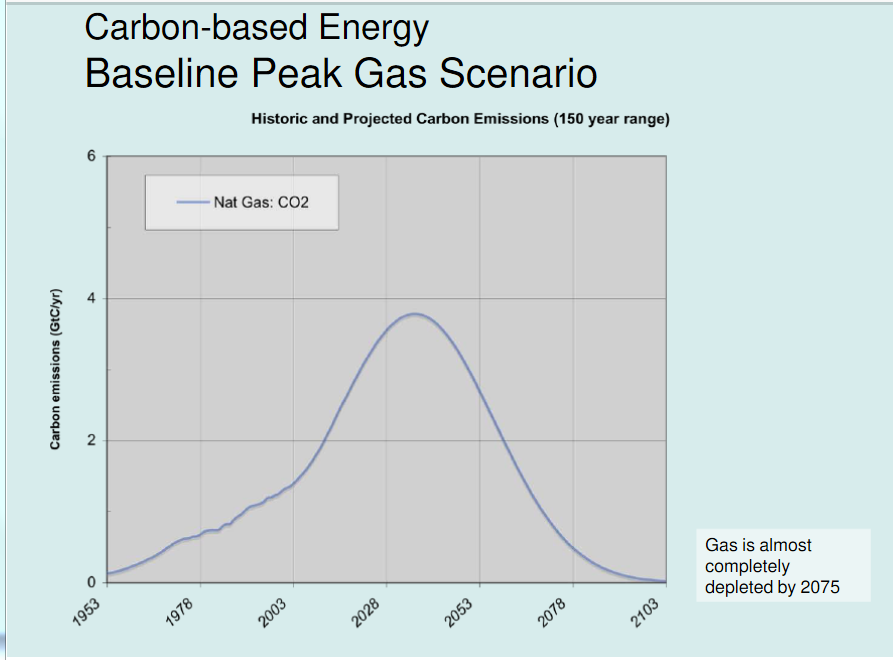 Carbon-based Energy
Baseline Peak Gas Scenario
Historic and Projected Carbon Emissions (150 year range)
6
Nat Gas: CO2
4
Carbon emissions (GtC/yr)
2
0
1953
1978
2003
2028
2053
2078
2103
Gas is almost
completely
depleted by 2075